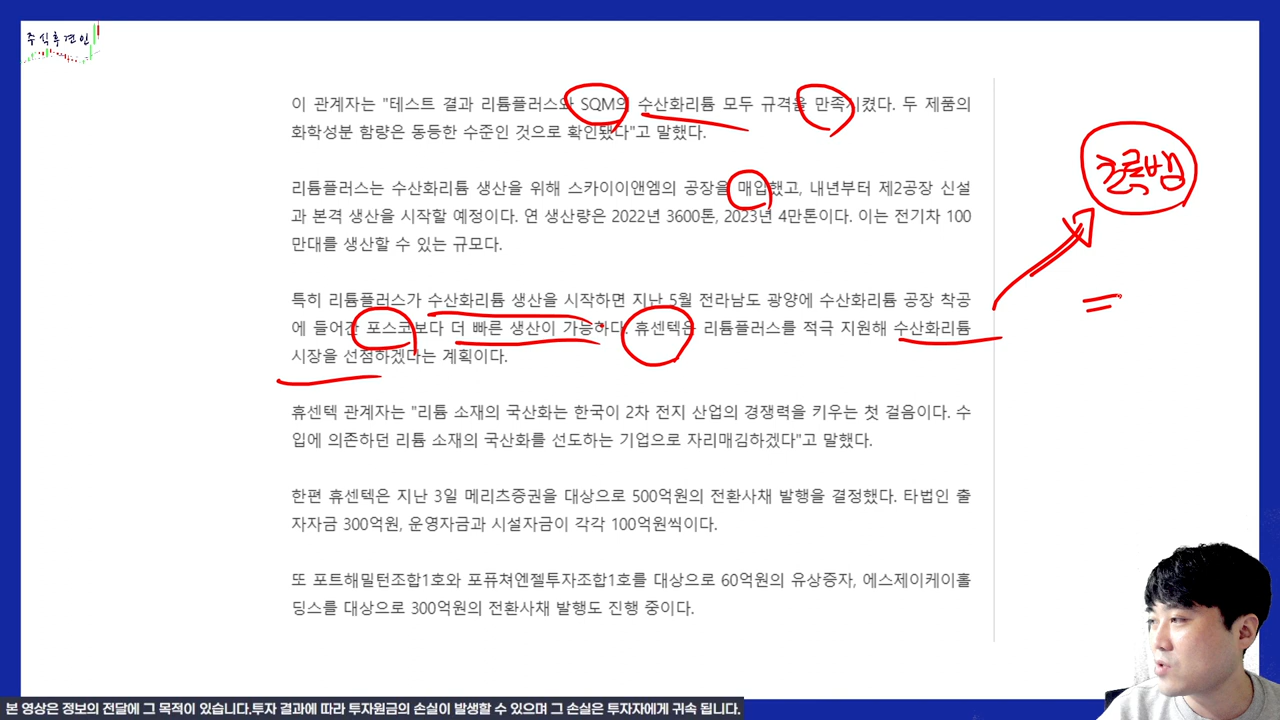 주식후견인
이 관계자는 "테스트 결과 리튬플러스와 SQM의 수산화리튬 모두 규격을 만족시켰다. 두 제품의
화학성분 함량은 동등한 수준인 것으로 확인됐다"고 말했다.
리튬플러스는 수산화리튬 생산을 위해 스카이이앤엠의 공장을 매입했고, 내년부터 제2공장 신설
과 본격 생산을 시작할 예정이다. 연 생산량은 2022년 3600톤, 2023년 4만톤이다. 이는 전기차 100
만대를 생산할 수 있는 규모다.
특히 리튬플러스가 수산화리튬 생산을 시작하면 지난 5월 전라남도 광양에 수산화리튬 공장 착공
에 들어간 포스코보다 더 빠른 생산이 가능하다. 휴센텍은 리튬플러스를 적극 지원해 수산화리튬
시장을 선점하겠다는 계획이다.
휴센텍 관계자는 "리튬 소재의 국산화는 한국이 2차 전지 산업의 경쟁력을 키우는 첫 걸음이다. 수
입에 의존하던 리튬 소재의 국산화를 선도하는 기업으로 자리매김하겠다"고 말했다.
한편 휴센텍은 지난 3일 메리츠증권을 대상으로 500억원의 전환사채 발행을 결정했다. 타법인 출
자자금 300억원, 운영자금과 시설자금이 각각 100억원씩이다.
또 포트해밀턴조합1호와 포퓨쳐엔젤투자조합1호를 대상으로 60억원의 유상증자, 에스제이케이홀
딩스를 대상으로 300억원의 전환사채 발행도 진행 중이다.
본 영상은 정보의 전달에 그 목적이 있습니다.투자 결과에 따라 투자원금의 손실이 발생할 수 있으며 그 손실은 투자자에게 귀속 됩니다.